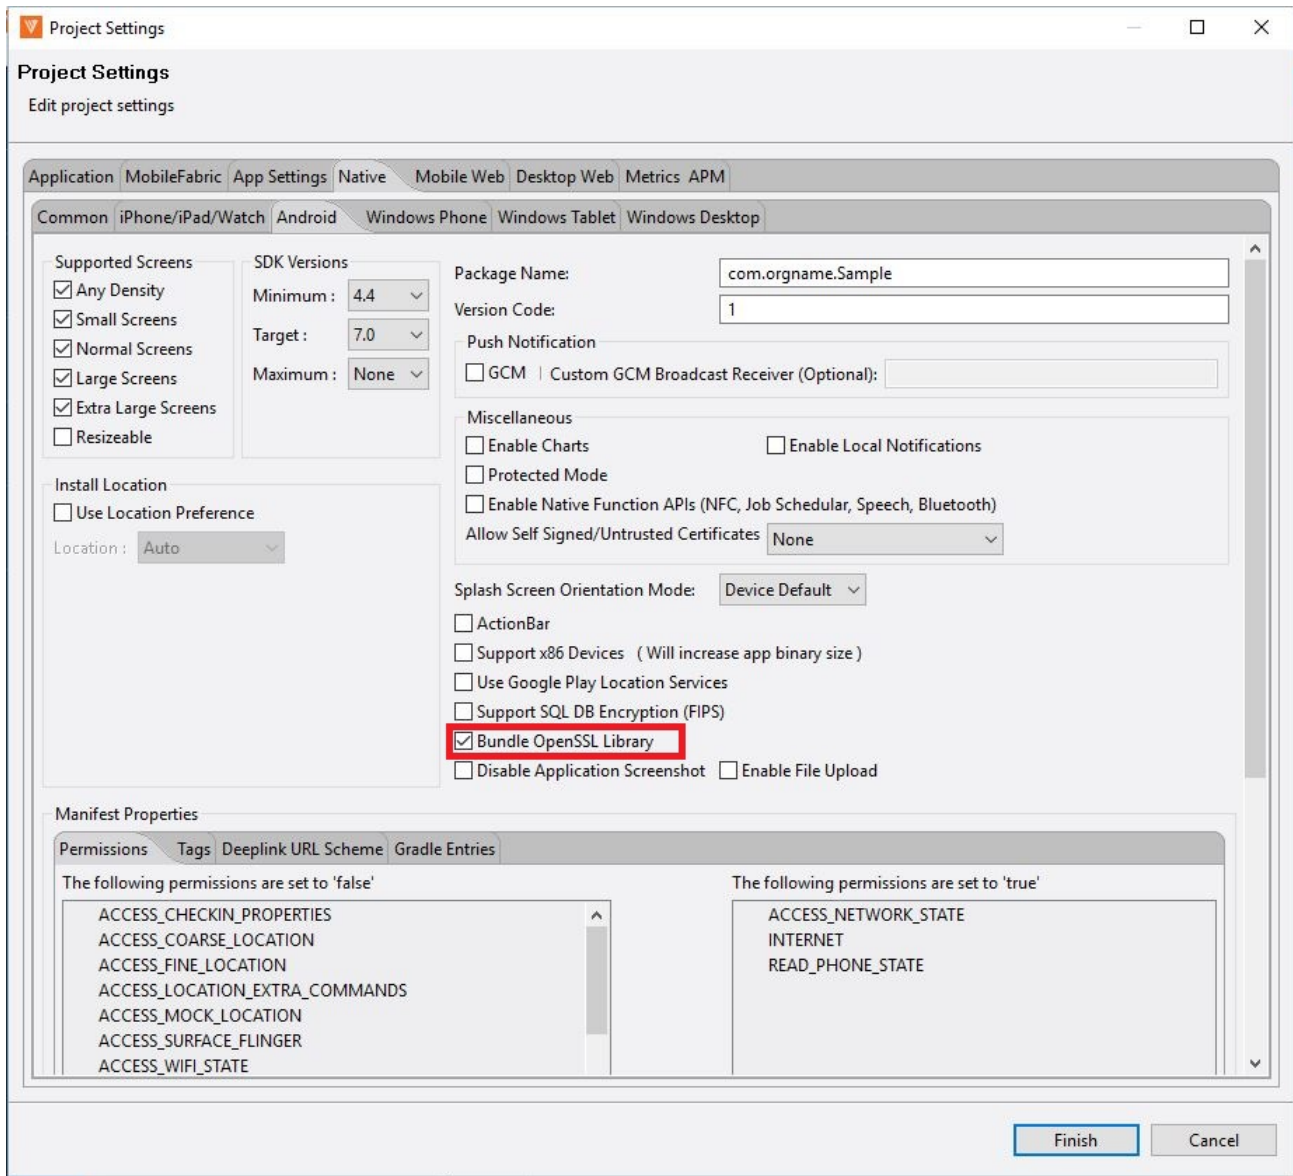 Project Settings
Project Settings
Edit project settings
Application MobileFabric App Settings Native Mobile Web Desktop Web Metrics APM
Common iPhone/iPad/Watch Android Windows Phone Windows Tablet Windows Desktop
Supported Screens
Any Density
Small Screens
Normal Screens
Large Screens
Extra Large Screens
Resizeable
SDK Versions
Minimum : 4.4
Target : 7.0
Maximum : None
Install Location
Use Location Preference
Location : Auto
Package Name: com.orgname.Sample
Version Code: 1
Push Notification
GCM | Custom GCM Broadcast Receiver (Optional):
Miscellaneous
Enable Charts Enable Local Notifications
Protected Mode
Enable Native Function APIs (NFC, Job Schedular, Speech, Bluetooth)
Allow Self Signed/Untrusted Certificates None
Splash Screen Orientation Mode: Device Default
ActionBar
Support x86 Devices ( Will increase app binary size )
Use Google Play Location Services
Support SQL DB Encryption (FIPS)
Bundle OpenSSL Library
Disable Application Screenshot Enable File Upload
Manifest Properties
Permissions Tags Deeplink URL Scheme Gradle Entries
The following permissions are set to 'false'
ACCESS_CHECKIN_PROPERTIES
ACCESS_COARSE_LOCATION
ACCESS_FINE_LOCATION
ACCESS_LOCATION_EXTRA_COMMANDS
ACCESS_MOCK_LOCATION
ACCESS_SURFACE_FLINGER
ACCESS_WIFI_STATE
The following permissions are set to 'true'
ACCESS_NETWORK_STATE
INTERNET
READ_PHONE_STATE
Finish Cancel